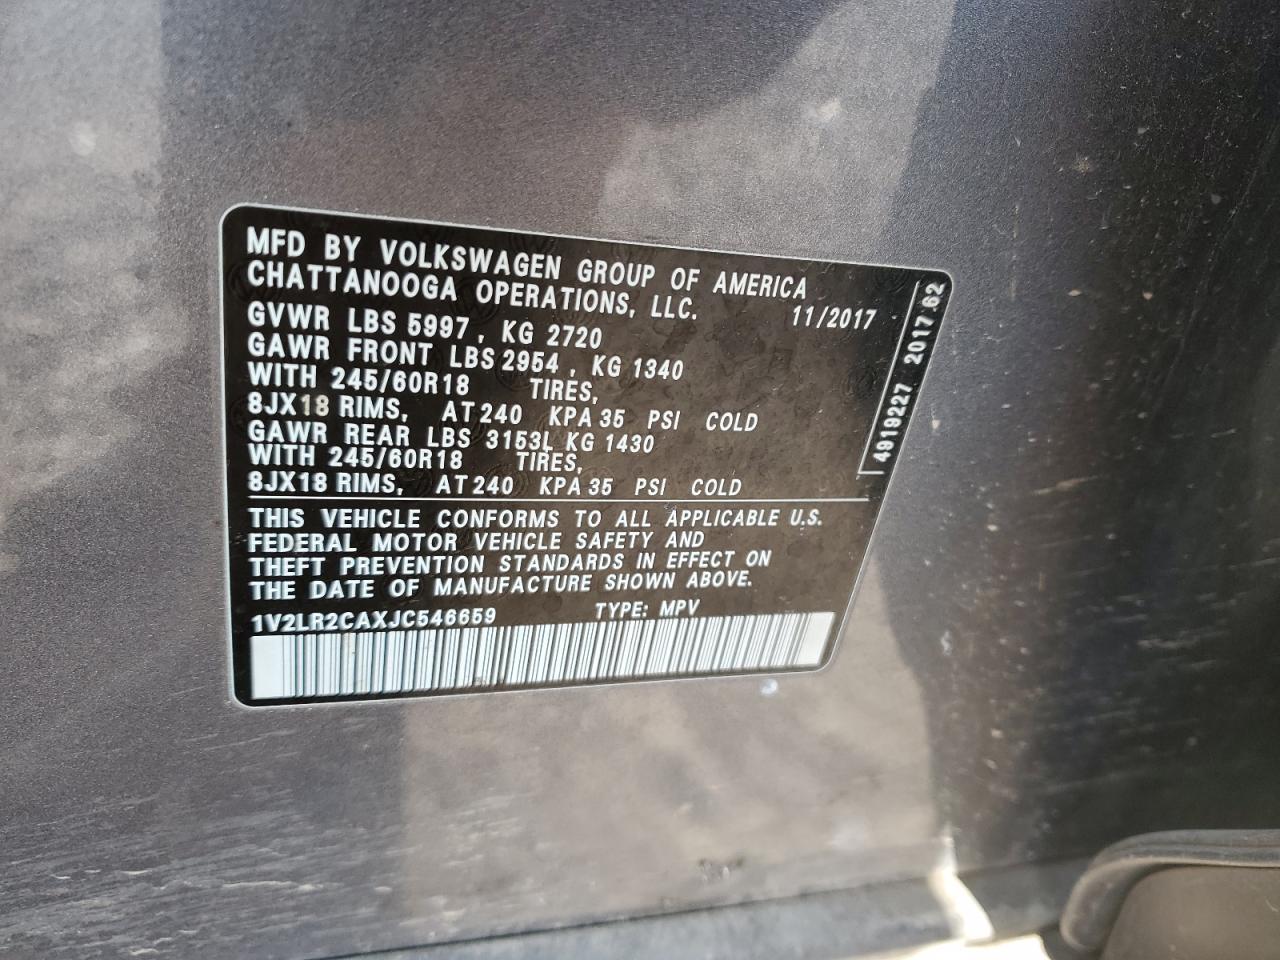 MFD BY VOLKSWAGEN GROUP OF AMERICA
CHATTANOOGA OPERATIONS, LLC.
11/2017
GVWR LBS 5997 , KG 2720
GAWR FRONT LBS 2954 , KG 1340
WITH 245/60R18 TIRES,
8JX18 RIMS, AT 240 KPA 35 PSI COLD
GAWR REAR LBS 3153L KG 1430
WITH 245/60R18 TIRES,
8JX18 RIMS, AT 240 KPA 35 PSI COLD
THIS VEHICLE CONFORMS TO ALL APPLICABLE U.S.
FEDERAL MOTOR VEHICLE SAFETY AND
THEFT PREVENTION STANDARDS IN EFFECT ON
THE DATE OF MANUFACTURE SHOWN ABOVE.
1V2LR2CAXJC546659 TYPE: MPV
4919227 2017.62